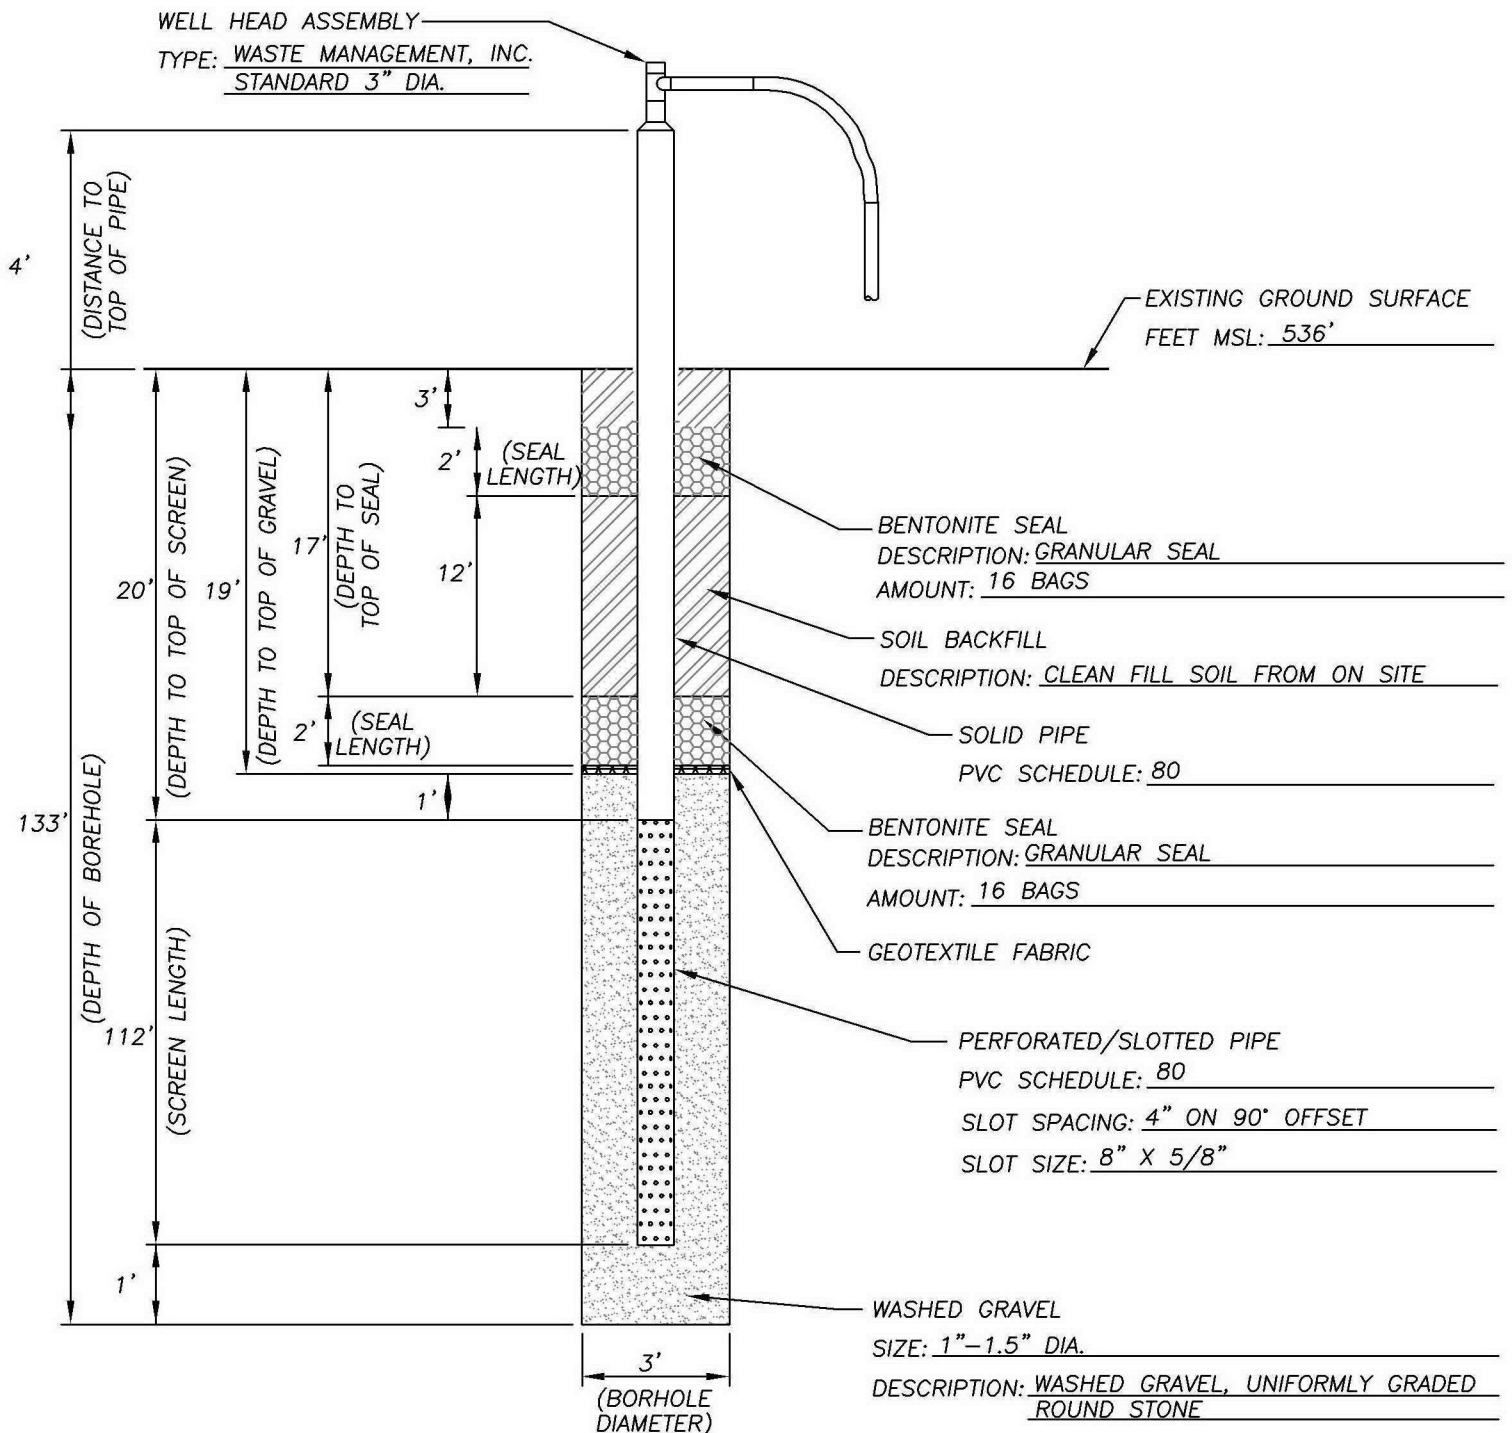 WELL HEAD ASSEMBLY
TYPE: WASTE MANAGEMENT, INC.
STANDARD 3" DIA.
4'
(DISTANCE TO
TOP OF PIPE)
EXISTING GROUND SURFACE
FEET MSL: 536'
133'
(DEPTH OF BOREHOLE)
20'
(DEPTH TO TOP OF SCREEN)
19'
(DEPTH TO TOP OF GRAVEL)
17'
(DEPTH TO
TOP OF SEAL)
3'
2'
(SEAL
LENGTH)
12'
2'
(SEAL
LENGTH)
1'
112'
(SCREEN LENGTH)
1'
BENTONITE SEAL
DESCRIPTION: GRANULAR SEAL
AMOUNT: 16 BAGS
SOIL BACKFILL
DESCRIPTION: CLEAN FILL SOIL FROM ON SITE
SOLID PIPE
PVC SCHEDULE: 80
BENTONITE SEAL
DESCRIPTION: GRANULAR SEAL
AMOUNT: 16 BAGS
GEOTEXTILE FABRIC
PERFORATED/SLOTTED PIPE
PVC SCHEDULE: 80
SLOT SPACING: 4" ON 90° OFFSET
SLOT SIZE: 8" X 5/8"
WASHED GRAVEL
SIZE: 1"-1.5" DIA.
DESCRIPTION: WASHED GRAVEL, UNIFORMLY GRADED
ROUND STONE
3'
(BORHOLE
DIAMETER)